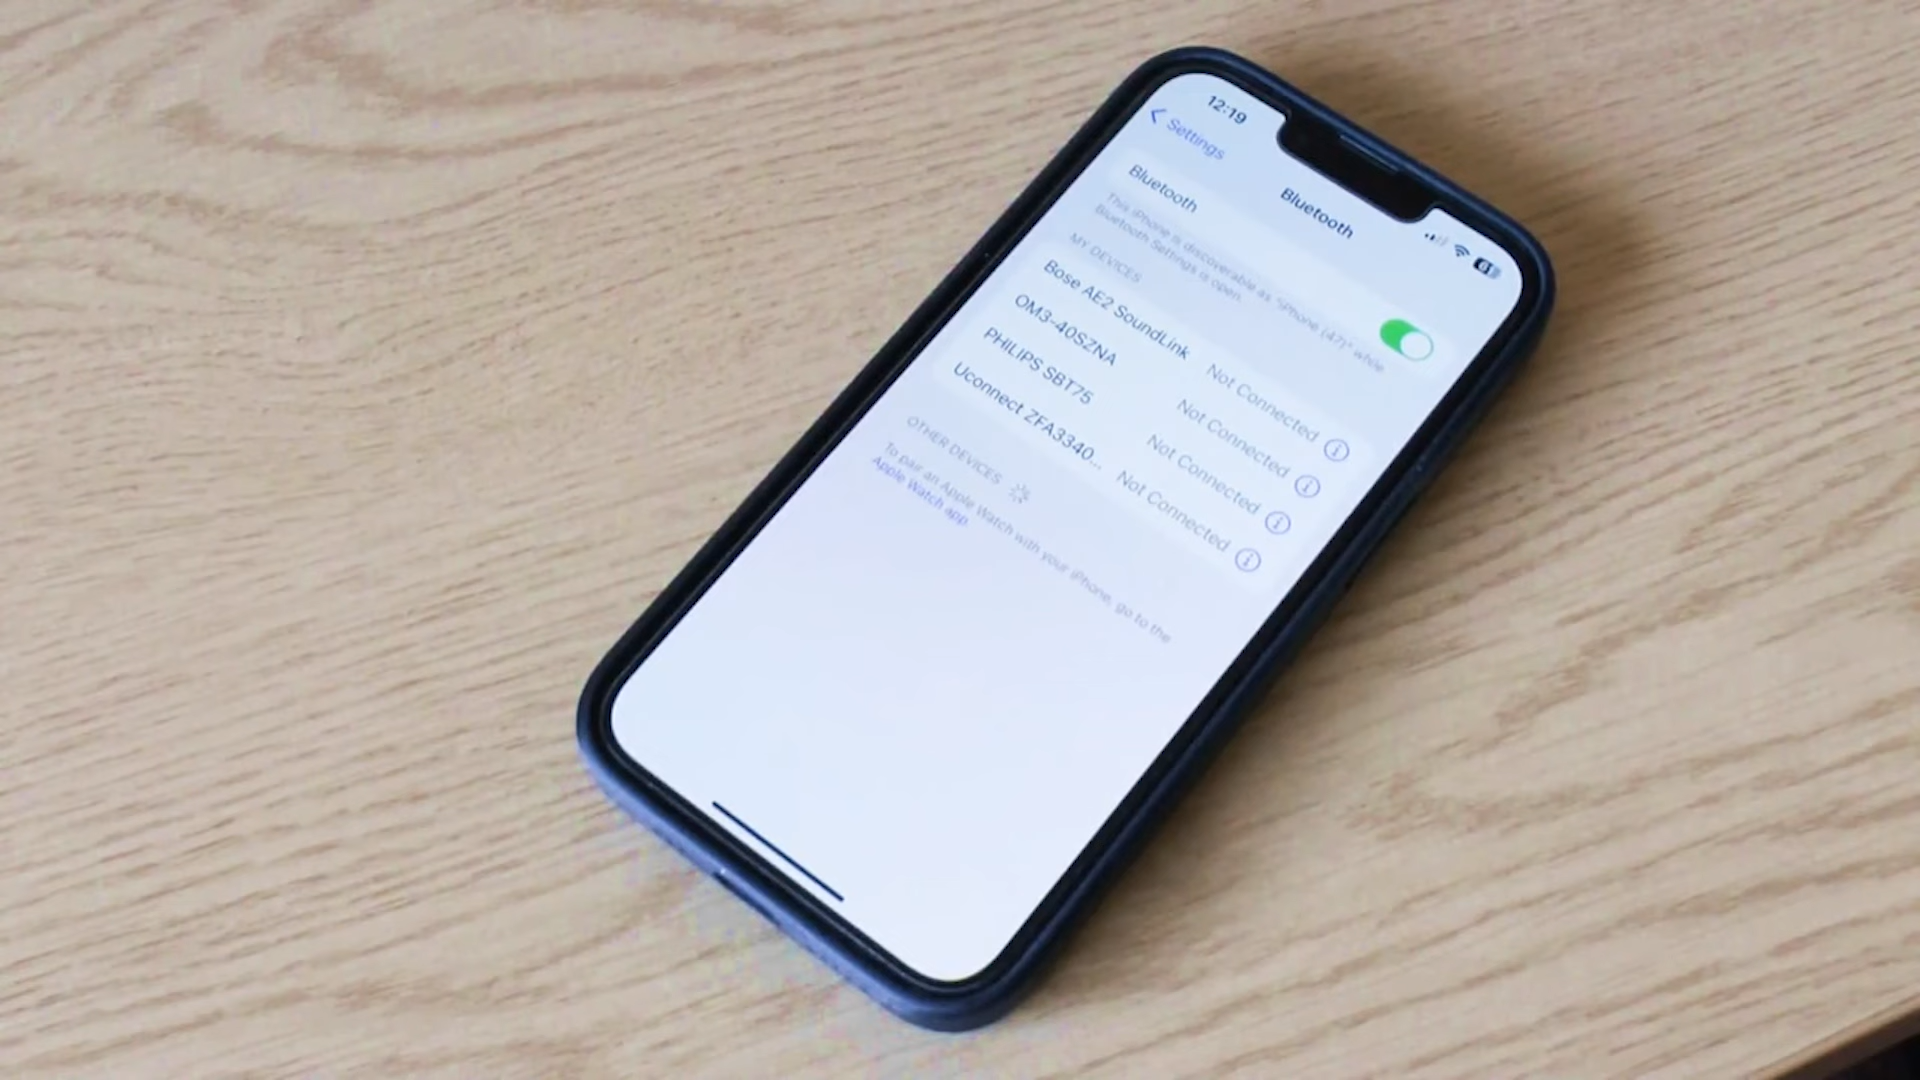 12:19
Settings
Bluetooth
Bluetooth
This iPhone is discoverable as "iPhone (47)" while
Bluetooth Settings is open.
MY DEVICES
Bose AE2 SoundLink Not Connected
OM3-40SZNA Not Connected
PHILIPS SBT75 Not Connected
Uconnect ZFA3340... Not Connected
OTHER DEVICES
To pair an Apple Watch with your iPhone, go to the
Apple Watch app.